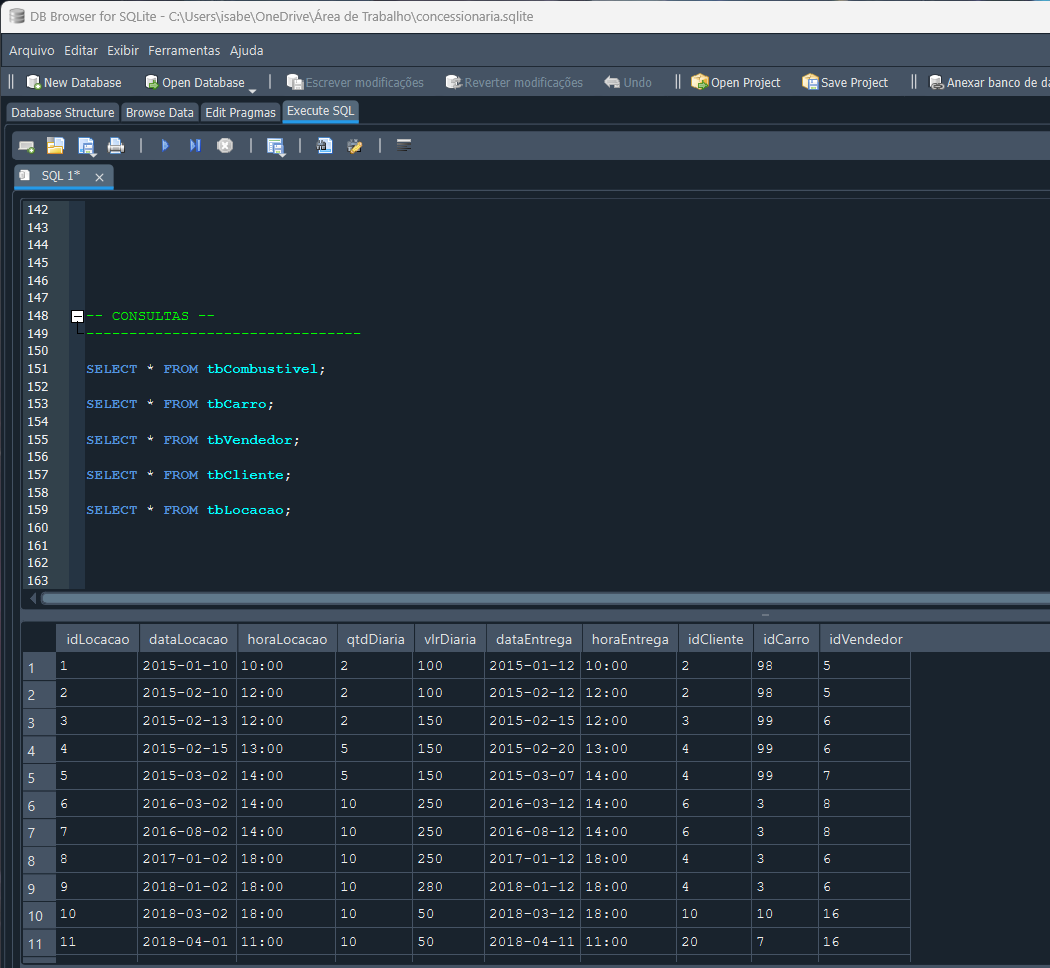 DB Browser for SQLite - C:\Users\isabe\OneDrive\Área de Trabalho\concessionaria.sqlite
Arquivo Editar Exibir Ferramentas Ajuda
New Database Open Database Escrever modificações Reverter modificações Undo Open Project Save Project Anexar banco de da
Database Structure Browse Data Edit Pragmas Execute SQL
SQL 1*
142
143
144
145
146
147
148 -- CONSULTAS --
149 --------------------------------
150
151 SELECT * FROM tbCombustivel;
152
153 SELECT * FROM tbCarro;
154
155 SELECT * FROM tbVendedor;
156
157 SELECT * FROM tbCliente;
158
159 SELECT * FROM tbLocacao;
160
161
162
163
idLocacao dataLocacao horaLocacao qtdDiaria vlrDiaria dataEntrega horaEntrega idCliente idCarro idVendedor
1 1 2015-01-10 10:00 2 100 2015-01-12 10:00 2 98 5
2 2 2015-02-10 12:00 2 100 2015-02-12 12:00 2 98 5
3 3 2015-02-13 12:00 2 150 2015-02-15 12:00 3 99 6
4 4 2015-02-15 13:00 5 150 2015-02-20 13:00 4 99 6
5 5 2015-03-02 14:00 5 150 2015-03-07 14:00 4 99 7
6 6 2016-03-02 14:00 10 250 2016-03-12 14:00 6 3 8
7 7 2016-08-02 14:00 10 250 2016-08-12 14:00 6 3 8
8 8 2017-01-02 18:00 10 250 2017-01-12 18:00 4 3 6
9 9 2018-01-02 18:00 10 280 2018-01-12 18:00 4 3 6
10 10 2018-03-02 18:00 10 50 2018-03-12 18:00 10 10 16
11 11 2018-04-01 11:00 10 50 2018-04-11 11:00 20 7 16